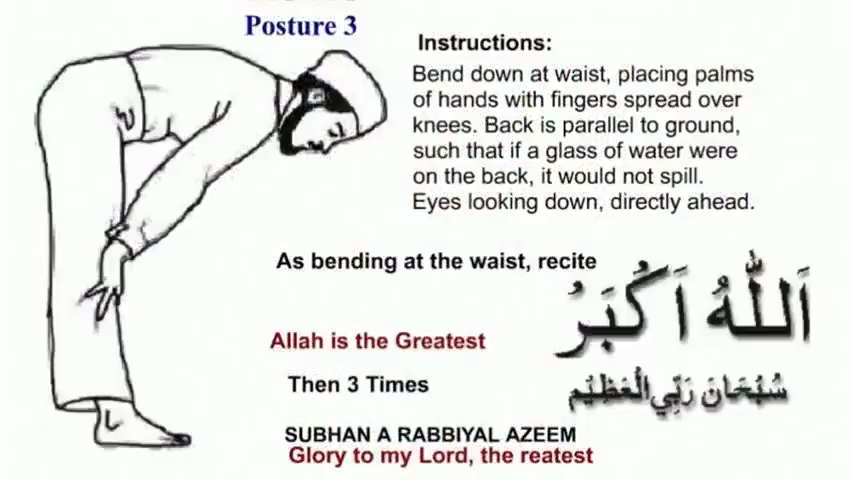 Posture 3
Instructions:
Bend down at waist, placing palms
of hands with fingers spread over
knees. Back is parallel to ground,
such that if a glass of water were
on the back, it would not spill.
Eyes looking down, directly ahead.
As bending at the waist, recite
اَللّٰهُ اَكْبَرُ
Allah is the Greatest
Then 3 Times
سُبْحَانَ رَبِّيَ الْعَظِيْم
SUBHAN A RABBIYAL AZEEM
Glory to my Lord, the reatest